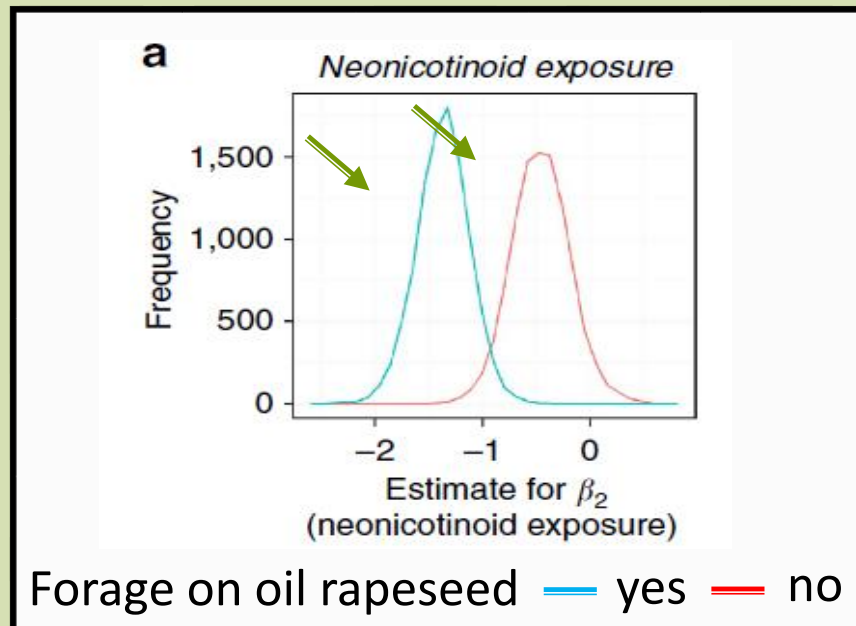 a
Neonicotinoid exposure
1,500
1,000
500
0
Frequency
−2 −1 0
Estimate for β₂
(neonicotinoid exposure)
Forage on oil rapeseed yes no